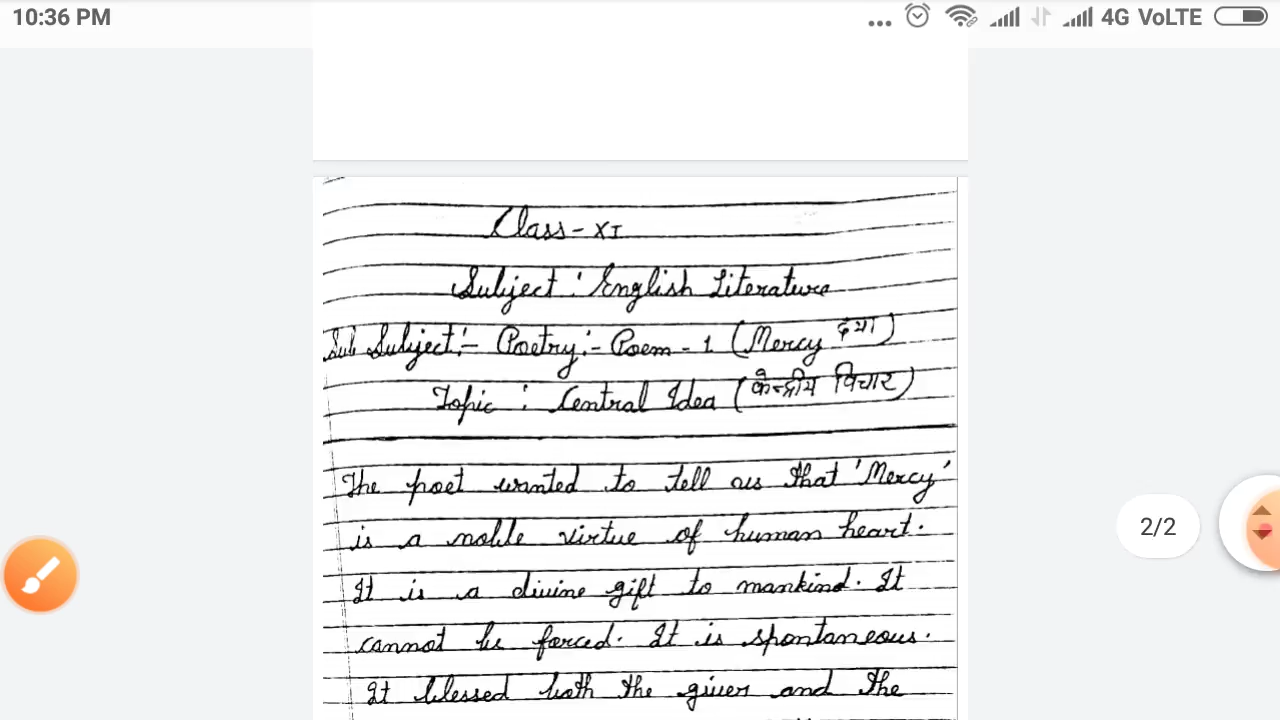 10:36 PM
... 4G VoLTE
Class - XI
Subject : English Literature
Sub Subject :- Poetry :- Poem - 1 (Mercy दया)
Topic : Central Idea (केन्द्रीय विचार)
The poet wanted to tell us that 'Mercy'
is a noble virtue of human heart.
It is a divine gift to mankind. It
cannot be forced. It is spontaneous.
It blessed both the giver and the
2/2